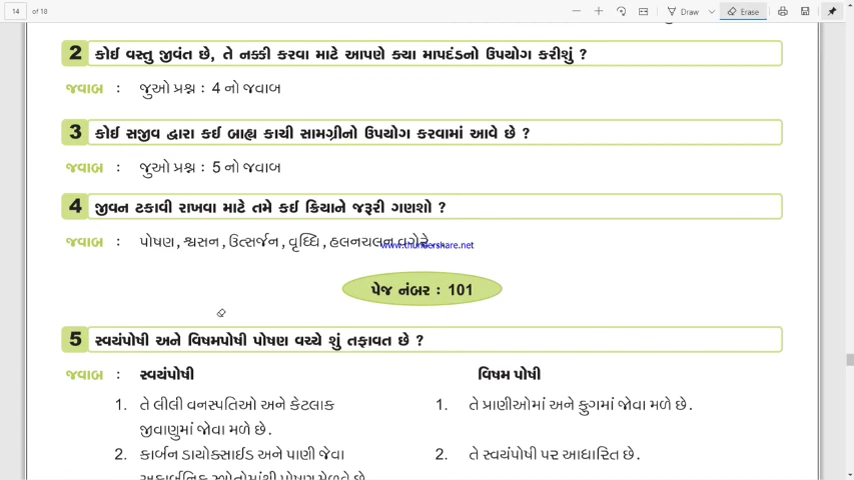 14 of 18 Draw Erase
2 કોઈ વસ્તુ જીવંત છે, તે નક્કી કરવા માટે આપણે ક્યા માપદંડનો ઉપયોગ કરીશું ?
જવાબ : જુઓ પ્રશ્ન : 4 નો જવાબ
3 કોઈ સજીવ દ્વારા કઈ બાહ્ય કાચી સામગ્રીનો ઉપયોગ કરવામાં આવે છે ?
જવાબ : જુઓ પ્રશ્ન : 5 નો જવાબ
4 જીવન ટકાવી રાખવા માટે તમે કઈ ક્રિયાને જરૂરી ગણશો ?
જવાબ : પોષણ, શ્વસન, ઉત્સર્જન, વૃધ્ધિ, હલનચલન વગેરે.
www.thundershare.net
પેજ નંબર : 101
5 સ્વયંપોષી અને વિષમપોષી પોષણ વચ્ચે શું તફાવત છે ?
જવાબ : સ્વયંપોષી વિષમ પોષી
1. તે લીલી વનસ્પતિઓ અને કેટલાક 1. તે પ્રાણીઓમાં અને ફુગમાં જોવા મળે છે.
જીવાણુમાં જોવા મળે છે.
2. કાર્બન ડાયોક્સાઈડ અને પાણી જેવા 2. તે સ્વયંપોષી પર આધારિત છે.
અકાર્બનિક સ્ત્રોતોમાંથી પોષણ મેળવે છે.